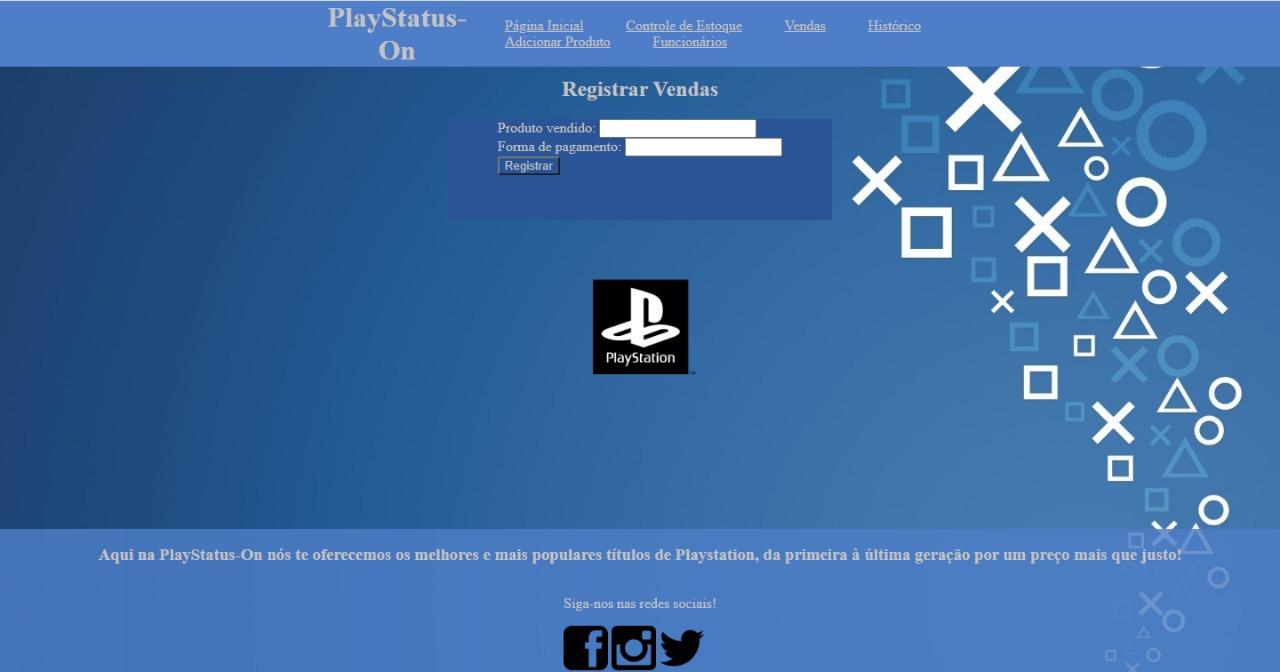 PlayStatus-
On
Página Inicial Controle de Estoque Vendas Histórico
Adicionar Produto Funcionários
Registrar Vendas
Produto vendido:
Forma de pagamento:
Registrar
PlayStation
Aqui na PlayStatus-On nós te oferecemos os melhores e mais populares títulos de Playstation, da primeira à última geração por um preço mais que justo!
Siga-nos nas redes sociais!